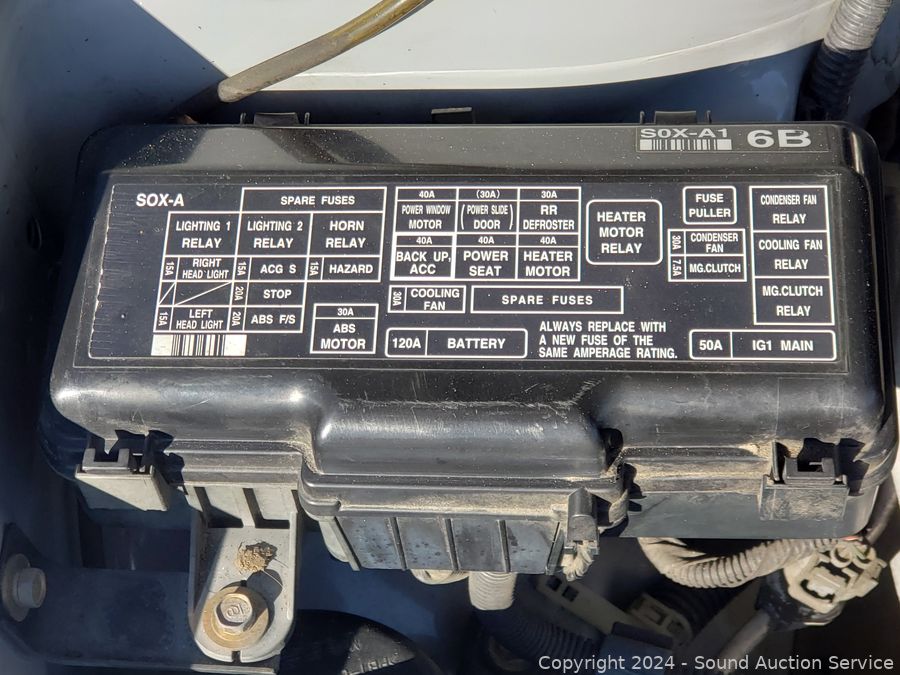 SOX-A1
6B
SOX-A
SPARE FUSES
LIGHTING 1 RELAY
LIGHTING 2 RELAY
HORN RELAY
15A RIGHT HEAD LIGHT
15A ACG S
15A HAZARD
20A STOP
15A LEFT HEAD LIGHT
20A ABS F/S
30A
ABS MOTOR
40A
POWER WINDOW MOTOR
(30A)
(POWER SLIDE DOOR)
30A
RR DEFROSTER
40A
BACK UP, ACC
40A
POWER SEAT
40A
HEATER MOTOR
30A COOLING FAN
SPARE FUSES
120A BATTERY
ALWAYS REPLACE WITH
A NEW FUSE OF THE
SAME AMPERAGE RATING.
HEATER MOTOR RELAY
FUSE PULLER
30A CONDENSER FAN
7.5A MG.CLUTCH
CONDENSER FAN RELAY
COOLING FAN RELAY
MG.CLUTCH RELAY
50A IG1 MAIN
Copyright © 2024 - Sound Auction Service